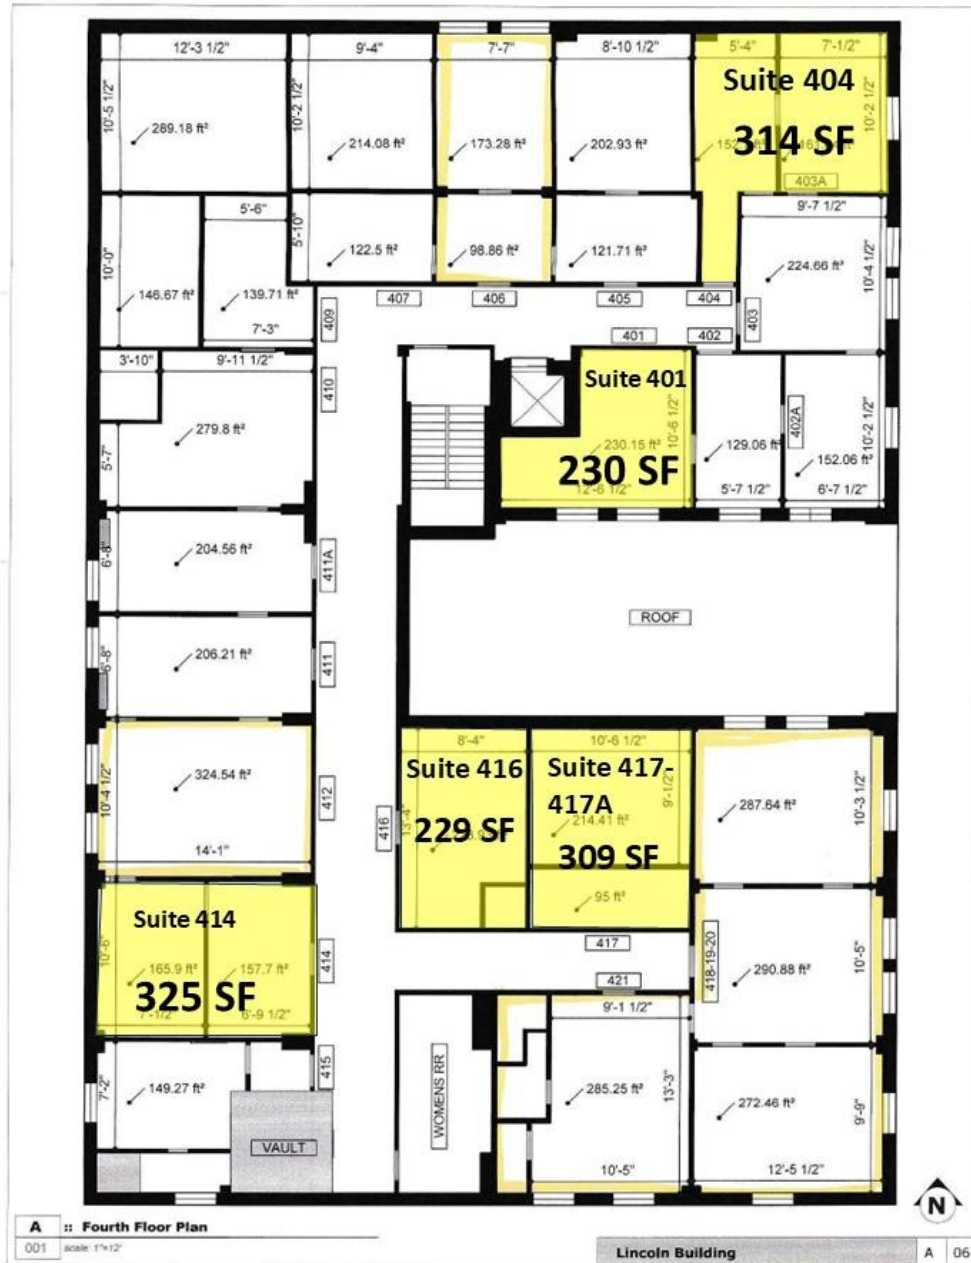 12'-3 1/2"
9'-4"
7'-7"
8'-10 1/2"
5'-4"
7'-1/2"
10'-5 1/2"
10'-2 1/2"
10'-2 1/2"
Suite 404
314 SF
289.18 ft²
214.08 ft²
173.28 ft²
202.93 ft²
403A
5'-6"
5'-10"
9'-7 1/2"
10'-0"
122.5 ft²
98.86 ft²
121.71 ft²
224.66 ft²
10'-4 1/2"
146.67 ft²
139.71 ft²
7'-3"
409
407
406
405
404
403
401
402
3'-10"
9'-11 1/2"
410
Suite 401
10'-6 1/2"
402A
10'-2 1/2"
279.8 ft²
5'-7"
230.15 ft²
230 SF
12'-6 1/2"
129.06 ft²
152.06 ft²
5'-7 1/2"
6'-7 1/2"
6'-8"
204.56 ft²
411A
ROOF
6'-8"
206.21 ft²
411
8'-4"
10'-6 1/2"
Suite 416
Suite 417-
417A
9'-1/2"
324.54 ft²
10'-4 1/2"
412
287.64 ft²
10'-3 1/2"
416
13'-4"
229 SF
214.41 ft²
309 SF
14'-1"
95 ft²
Suite 414
10'-6"
165.9 ft²
157.7 ft²
325 SF
7'-1/2"
6'-9 1/2"
414
417
421
418-19-20
290.88 ft²
10'-5"
9'-1 1/2"
415
7'-2"
149.27 ft²
VAULT
WOMENS RR
285.25 ft²
13'-3"
10'-5"
272.46 ft²
9'-9"
12'-5 1/2"
N
A :: Fourth Floor Plan
001 scale: 1"=12'
Lincoln Building A 06